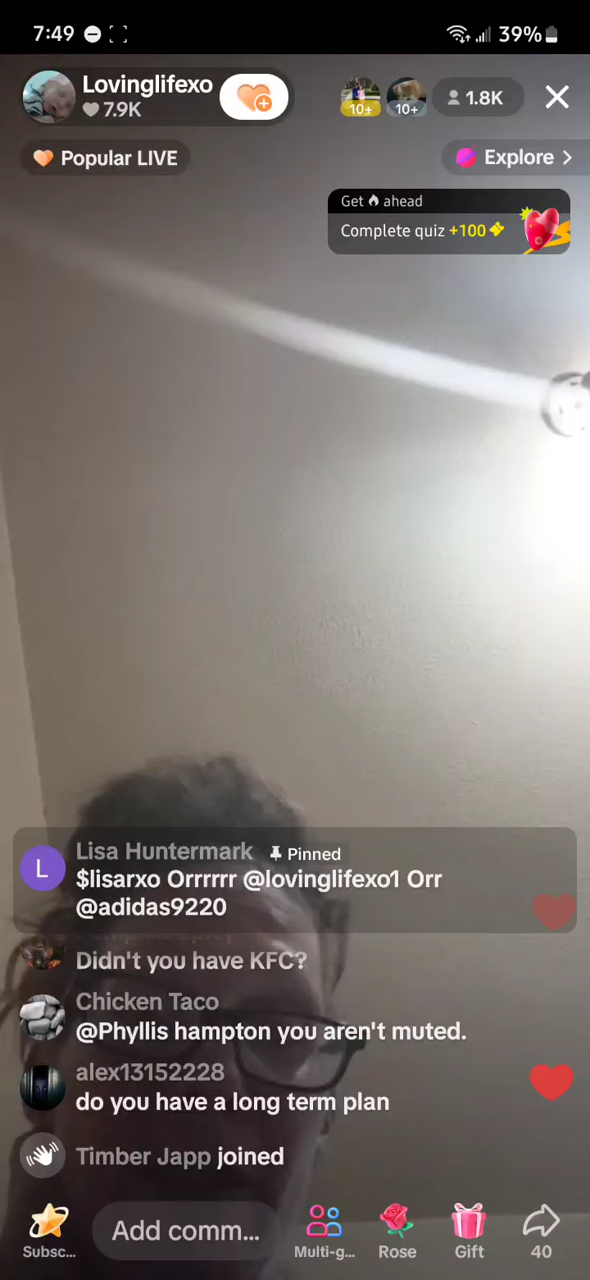 7:49
39%
Lovinglifexo
7.9K
10+
10+
1.8K
Popular LIVE
Explore >
Get ahead
Complete quiz +100
L
Lisa Huntermark Pinned
$lisarxo Orrrrrr @lovinglifexo1 Orr
@adidas9220
Didn't you have KFC?
Chicken Taco
@Phyllis hampton you aren't muted.
alex13152228
do you have a long term plan
Timber Japp joined
Subsc...
Add comm...
Multi-g...
Rose
Gift
40